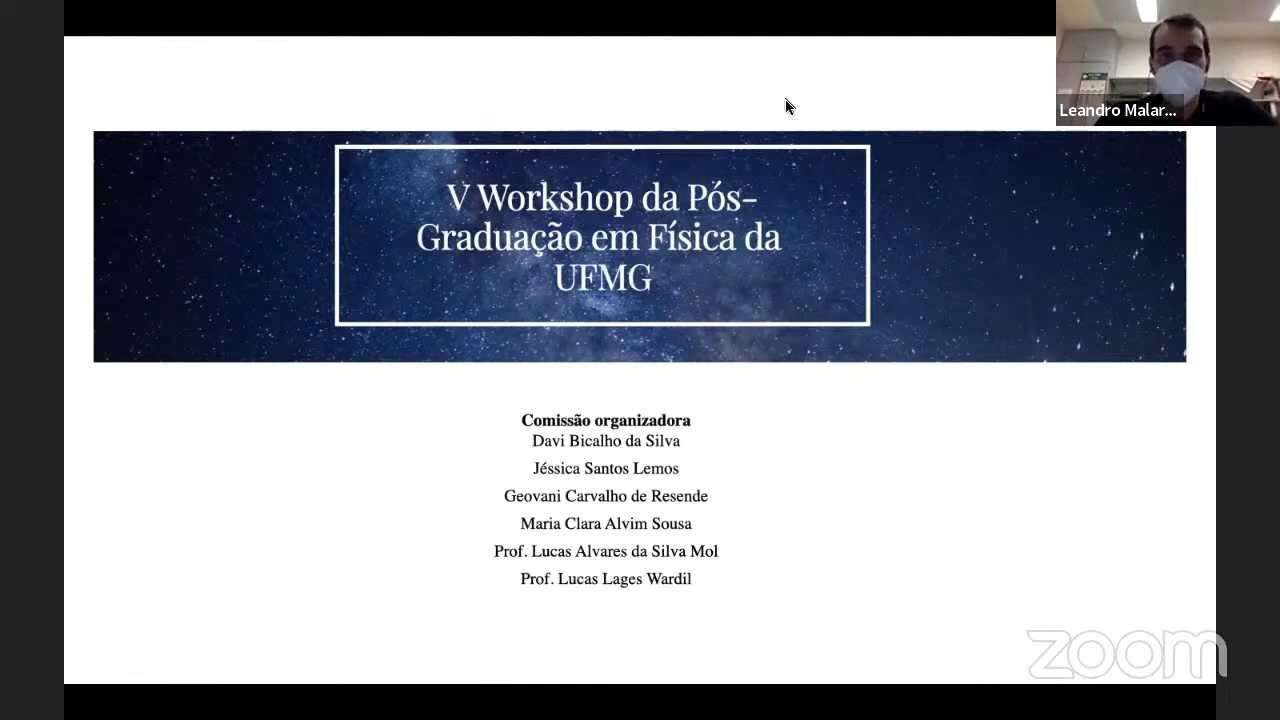 Leandro Malar...
V Workshop da Pós-
Graduação em Física da
UFMG
Comissão organizadora
Davi Bicalho da Silva
Jéssica Santos Lemos
Geovani Carvalho de Resende
Maria Clara Alvim Sousa
Prof. Lucas Alvares da Silva Mol
Prof. Lucas Lages Wardil
zoom